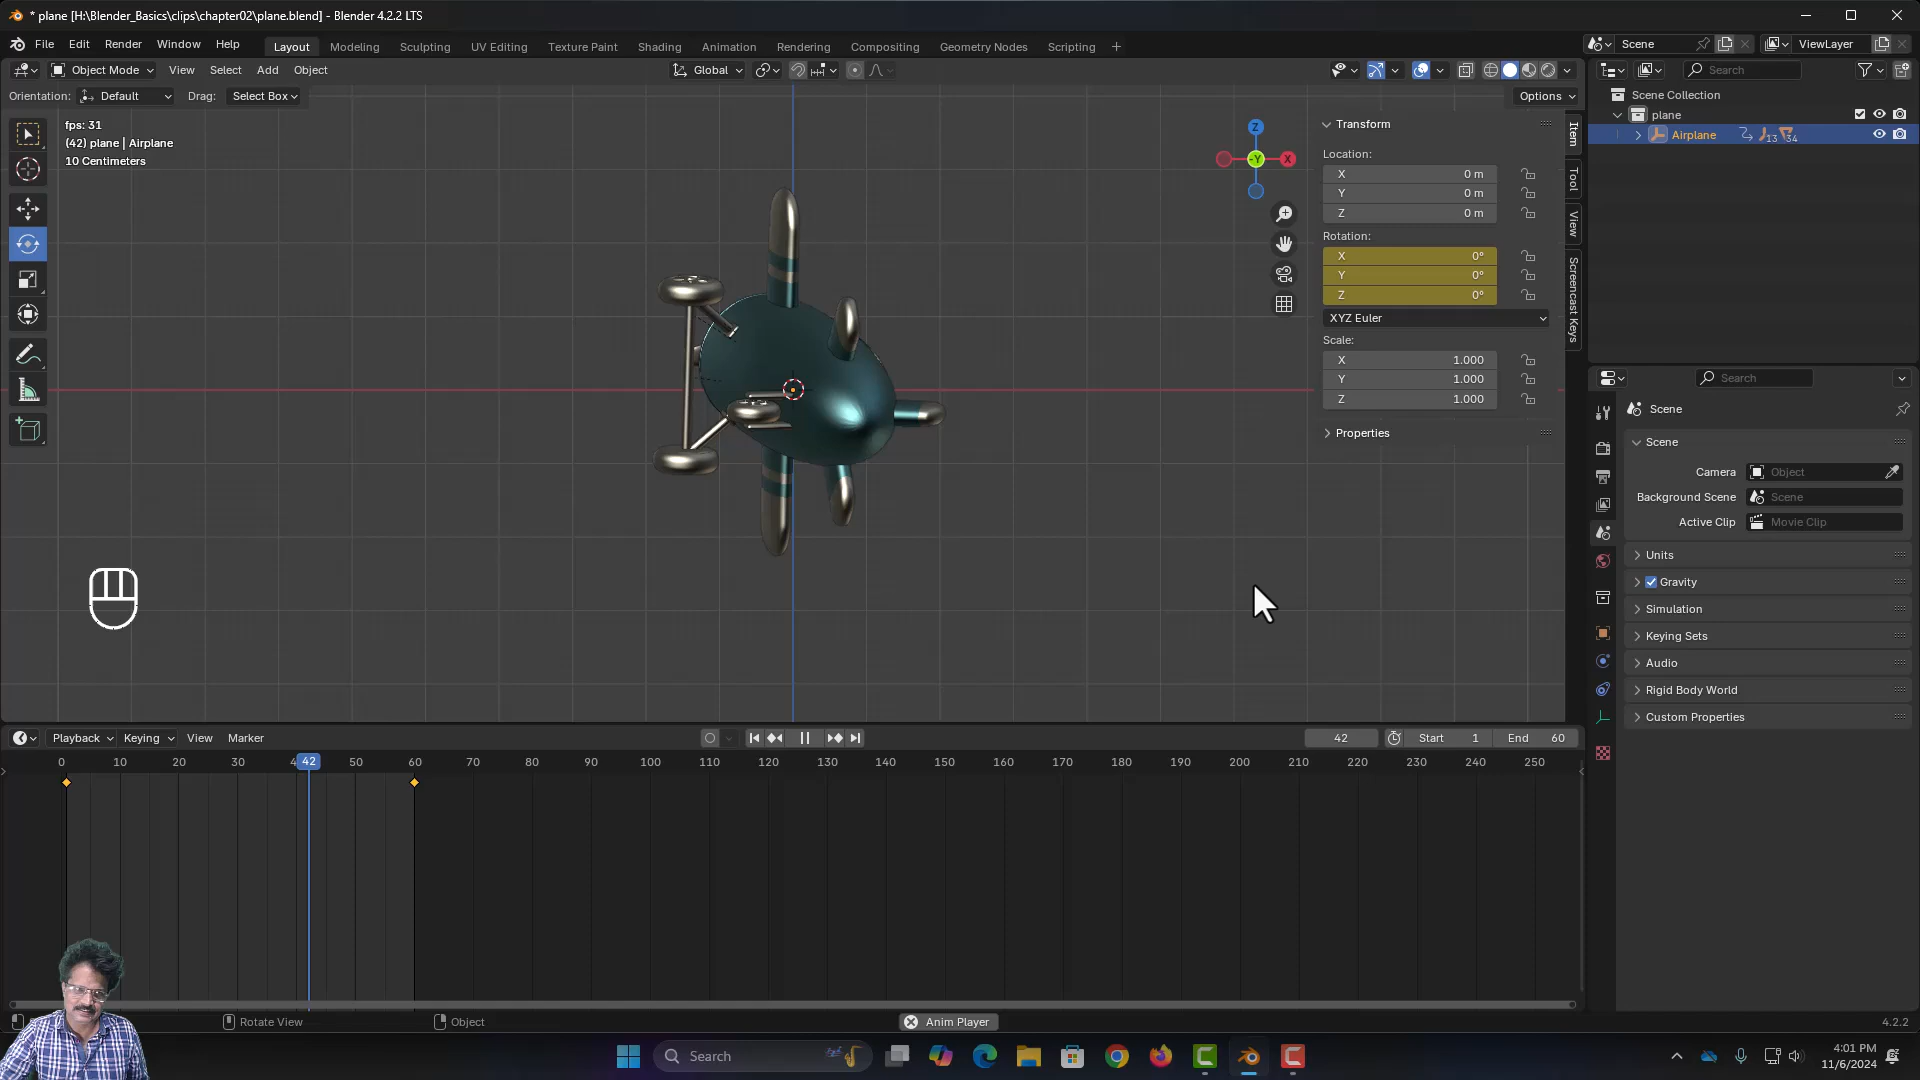 * plane [H:\Blender_Basics\clips\chapter02\plane.blend] - Blender 4.2.2 LTS
File Edit Render Window Help Layout Modeling Sculpting UV Editing Texture Paint Shading Animation Rendering Compositing Geometry Nodes Scripting + Scene ViewLayer
Object Mode View Select Add Object Global Search
Orientation: Default Drag: Select Box Options
Scene Collection
plane
Airplane 13 34
fps: 31
(42) plane | Airplane
10 Centimeters
Z
-Y
X
Transform
Location:
X 0 m
Y 0 m
Z 0 m
Rotation:
X 0°
Y 0°
Z 0°
XYZ Euler
Scale:
X 1.000
Y 1.000
Z 1.000
Properties
Item
Tool
View
Screencast Keys
Search
Scene
Scene
Camera Object
Background Scene Scene
Active Clip Movie Clip
Units
Gravity
Simulation
Keying Sets
Audio
Rigid Body World
Custom Properties
Playback Keying View Marker 42 Start 1 End 60
0 10 20 30 4 42 50 60 70 80 90 100 110 120 130 140 150 160 170 180 190 200 210 220 230 240 250
Rotate View Object Anim Player 4.2.2
Search
4:01 PM
11/6/2024